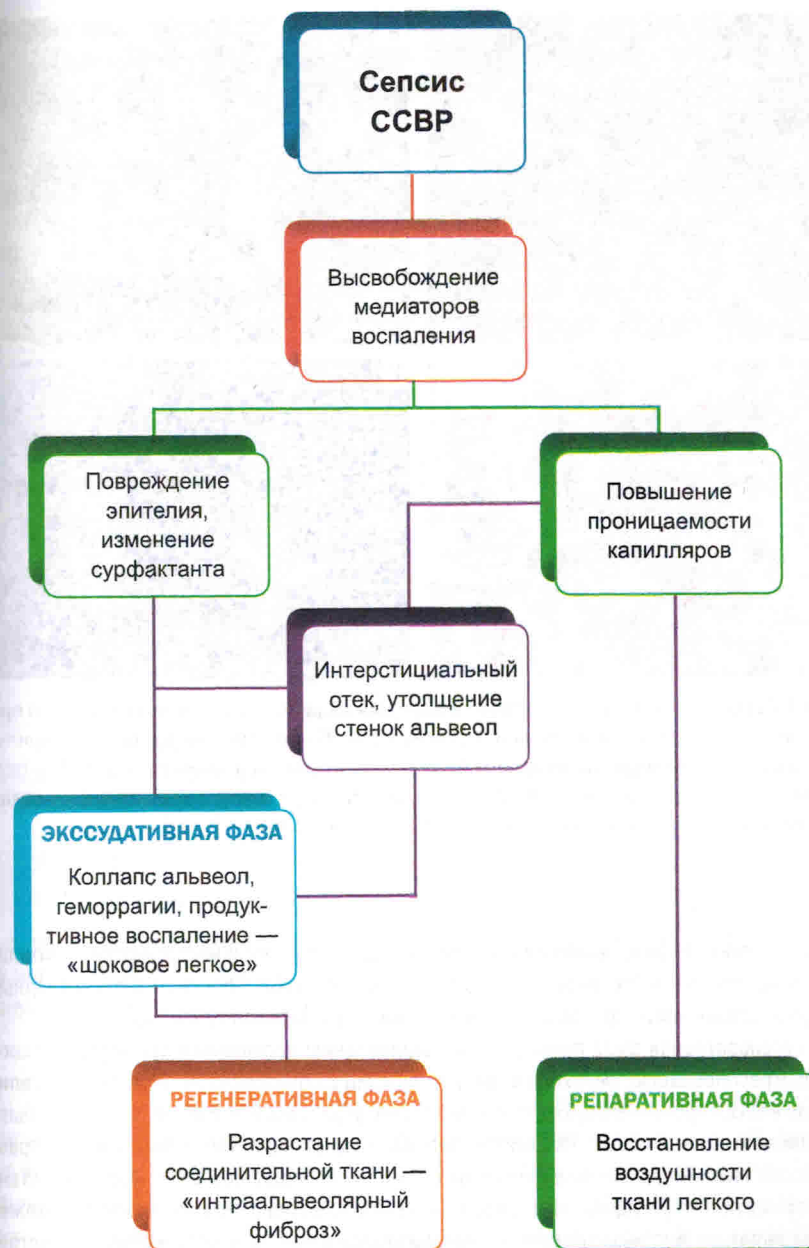 Сепсис
ССВР
Высвобождение
медиаторов
воспаления
Повреждение
эпителия,
изменение
сурфактанта
Повышение
проницаемости
капилляров
Интерстициальный
отек, утолщение
стенок альвеол
ЭКССУДАТИВНАЯ ФАЗА
Коллапс альвеол,
геморрагии, продук-
тивное воспаление —
«шоковое легкое»
РЕГЕНЕРАТИВНАЯ ФАЗА
Разрастание
соединительной ткани —
«интраальвеолярный
фиброз»
РЕПАРАТИВНАЯ ФАЗА
Восстановление
воздушности
ткани легкого